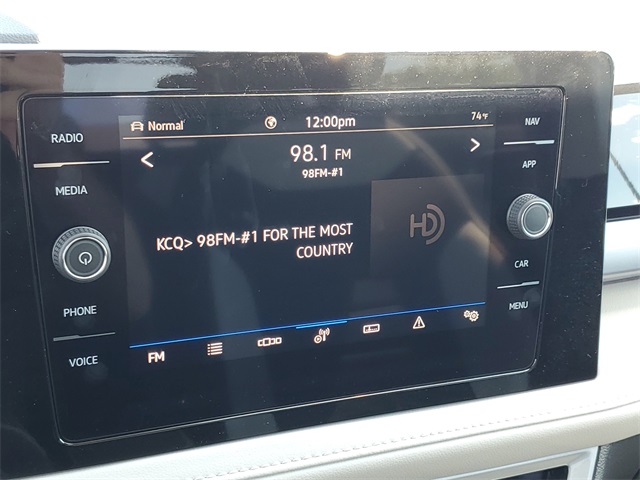 RADIO
MEDIA
PHONE
VOICE
Normal
12:00pm
74°F
98.1 FM
98FM-#1
KCQ> 98FM-#1 FOR THE MOST
COUNTRY
HD
FM
NAV
APP
CAR
MENU